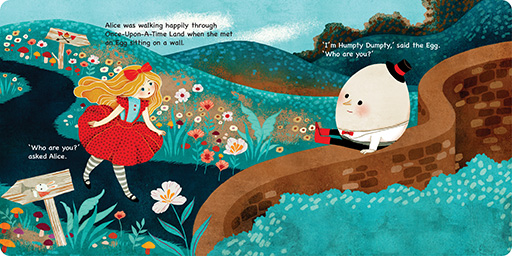 Alice was walking happily through
Once-Upon-A-Time Land when she met
an Egg sitting on a wall.
‘I’m Humpty Dumpty,’ said the Egg.
‘Who are you?’
‘Who are you?’
asked Alice.